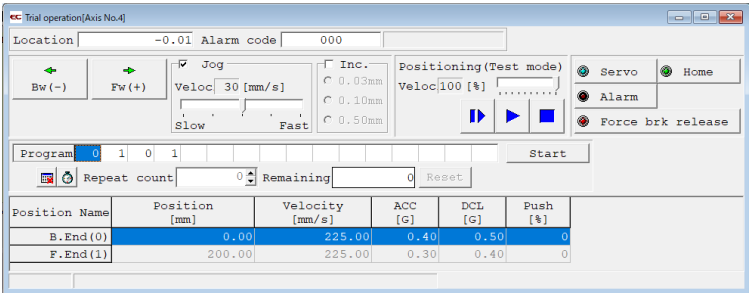 EC Trial operation[Axis No.4]
Location -0.01 Alarm code 000
Bw(-) Fw(+)
Jog
Veloc 30 [mm/s]
Slow Fast
Inc.
0.03mm
0.10mm
0.50mm
Positioning(Test mode)
Veloc 100 [%]
Servo Home
Alarm
Force brk release
Program 0 1 0 1 Start
Repeat count 0 Remaining 0 Reset
Position Name Position [mm] Velocity [mm/s] ACC [G] DCL [G] Push [%]
B.End(0) 0.00 225.00 0.40 0.50 0
F.End(1) 200.00 225.00 0.30 0.40 0